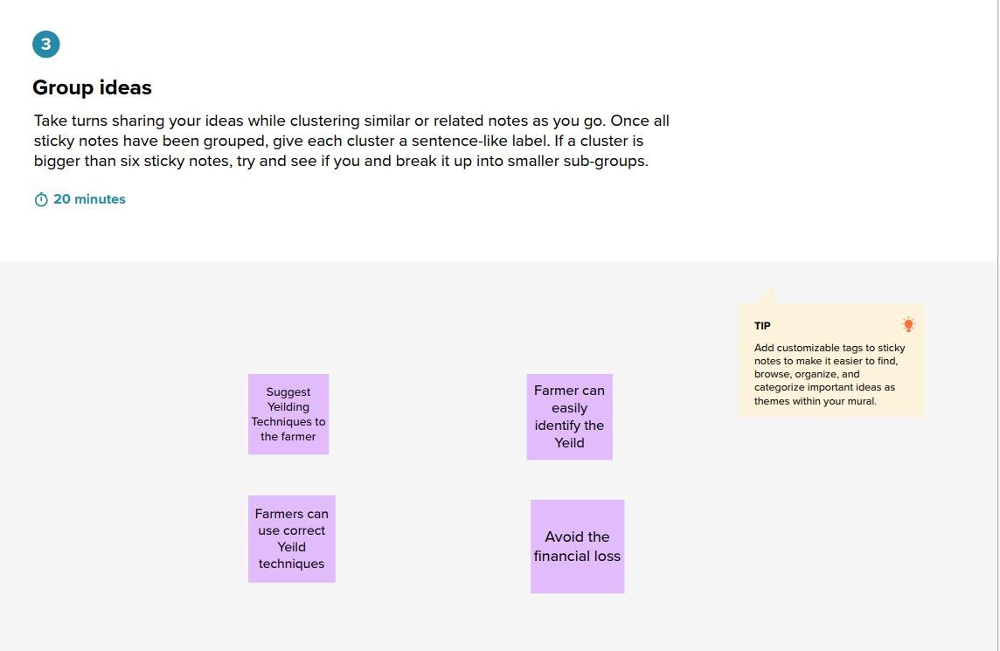 3
Group ideas
Take turns sharing your ideas while clustering similar or related notes as you go. Once all
sticky notes have been grouped, give each cluster a sentence-like label. If a cluster is
bigger than six sticky notes, try and see if you and break it up into smaller sub-groups.
20 minutes
TIP
Add customizable tags to sticky
notes to make it easier to find,
browse, organize, and
categorize important ideas as
themes within your mural.
Suggest
Yeilding
Techniques to
the farmer
Farmer can
easily
identify the
Yeild
Farmers can
use correct
Yeild
techniques
Avoid the
financial loss